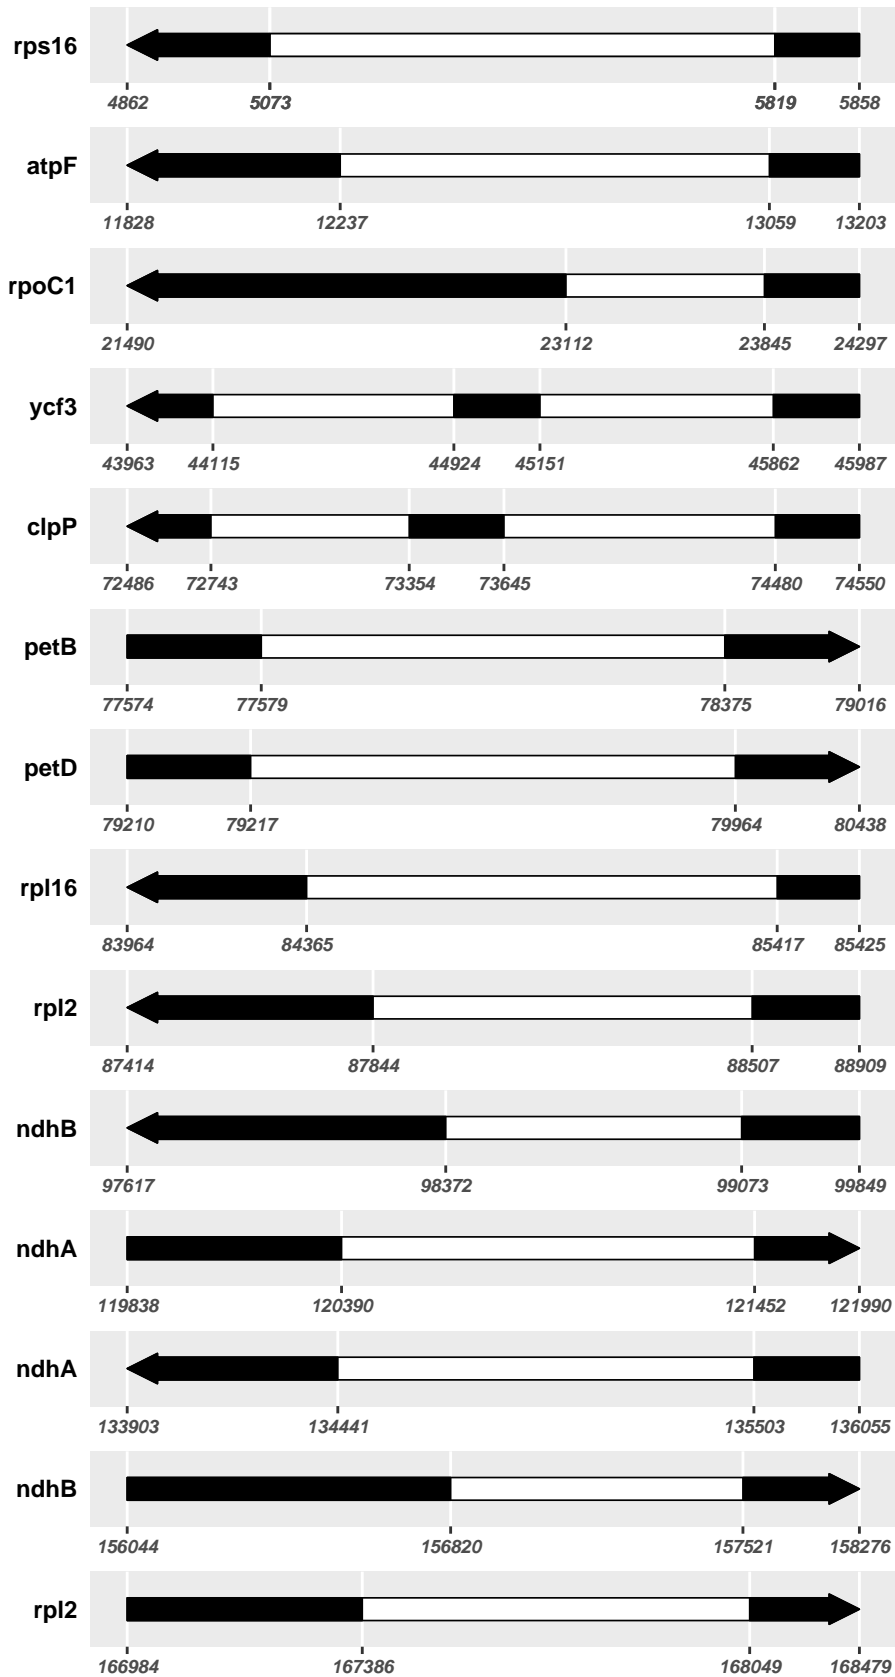 rps16
4862 5073 5819 5858
atpF
11828 12237 13059 13203
rpoC1
21490 23112 23845 24297
ycf3
43963 44115 44924 45151 45862 45987
clpP
72486 72743 73354 73645 74480 74550
petB
77574 77579 78375 79016
petD
79210 79217 79964 80438
rpl16
83964 84365 85417 85425
rpl2
87414 87844 88507 88909
ndhB
97617 98372 99073 99849
ndhA
119838 120390 121452 121990
ndhA
133903 134441 135503 136055
ndhB
156044 156820 157521 158276
rpl2
166984 167386 168049 168479